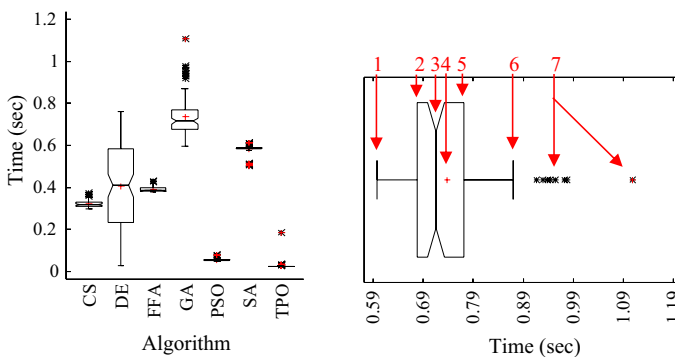 1.2
1
0.8
0.6
0.4
0.2
0
Time (sec)
CS
DE
FFA
GA
PSO
SA
TPO
Algorithm
1 2 3 4 5 6 7
0.59
0.69
0.79
0.89
0.99
1.09
1.19
Time (sec)